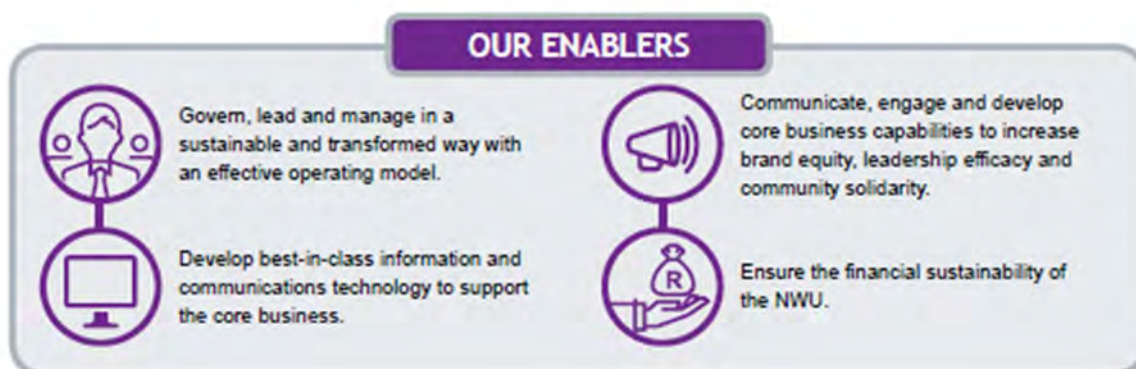 OUR ENABLERS
Govern, lead and manage in a
sustainable and transformed way with
an effective operating model.
Develop best-in-class information and
communications technology to support
the core business.
Communicate, engage and develop
core business capabilities to increase
brand equity, leadership efficacy and
community solidarity.
R
Ensure the financial sustainability of
the NWU.